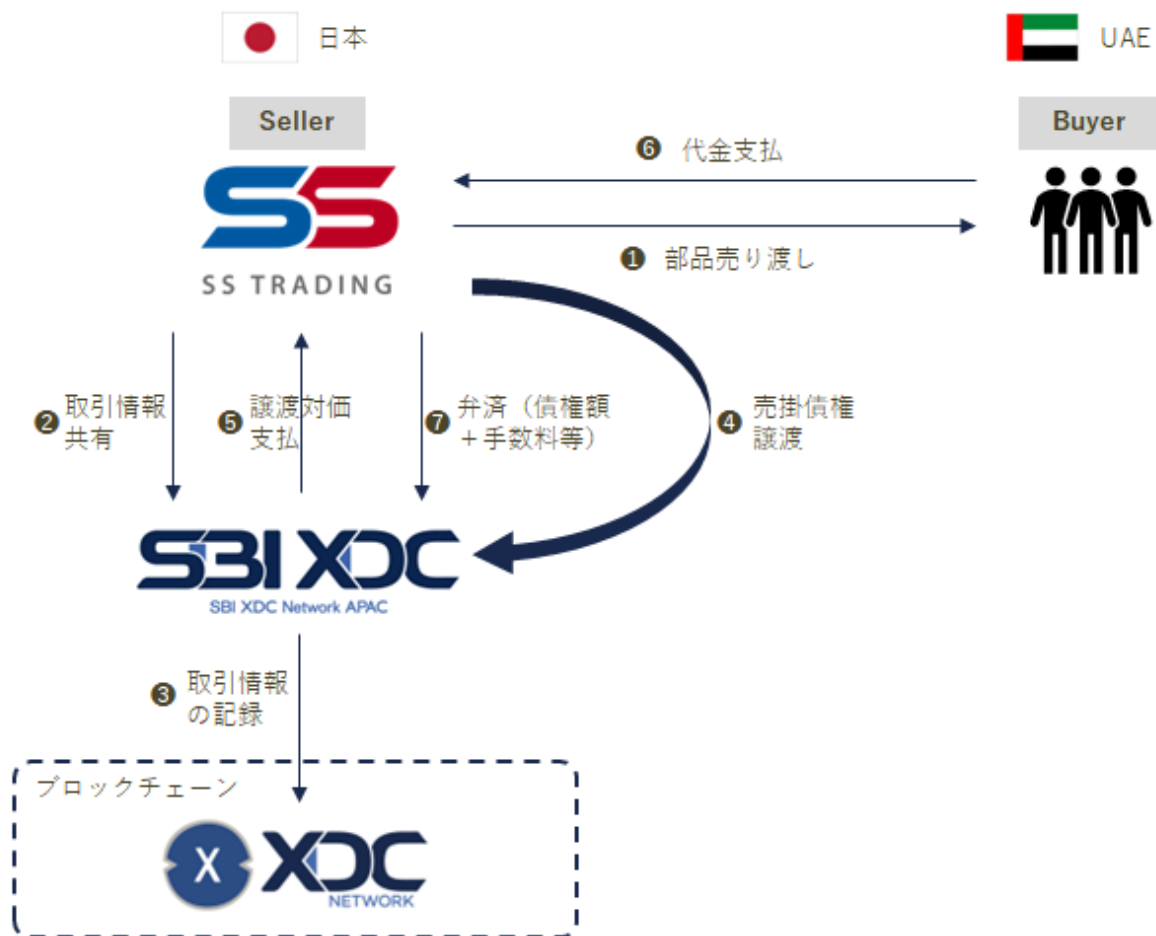 日本
UAE
Seller
Buyer
❻ 代金支払
SS
SS TRADING
❶ 部品売り渡し
❷ 取引情報
共有
❺ 譲渡対価
支払
❼ 弁済（債権額
＋手数料等）
❹ 売掛債権
譲渡
SBI XDC
SBI XDC Network APAC
❸ 取引情報
の記録
ブロックチェーン
X XDC
NETWORK